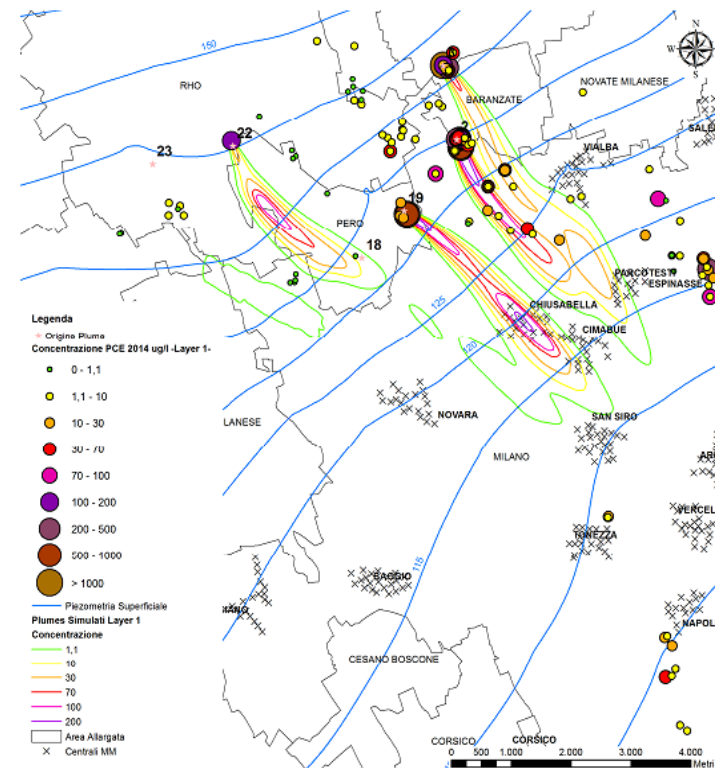 N
W
S
150
RHO
NOVATE MILANESE
BARANZATE
22
2
23
VIALBA
19
PERO
18
PARCOTESTI
ESPINASSE
125
CHIUSABELLA
CIMABUE
120
Legenda
Origine Pluma
Concentrazione PCE 2014 ug/l -Layer 1-
0 - 1,1
1,1 - 10
10 - 30
30 - 70
70 - 100
100 - 200
200 - 500
500 - 1000
> 1000
Piezometria Superficiale
Plumes Simulati Layer 1
Concentrazione
1,1
10
30
70
100
200
Area Allargata
Centrali MM
LANESE
NOVARA
SAN SIRO
MILANO
AR
VERCEL
TONEZZA
115
BAGGIO
NAPOL
CESANO BOSCONE
CORSICO
CORSICO
0 500 1.000 2.000 3.000 4.000
Metri